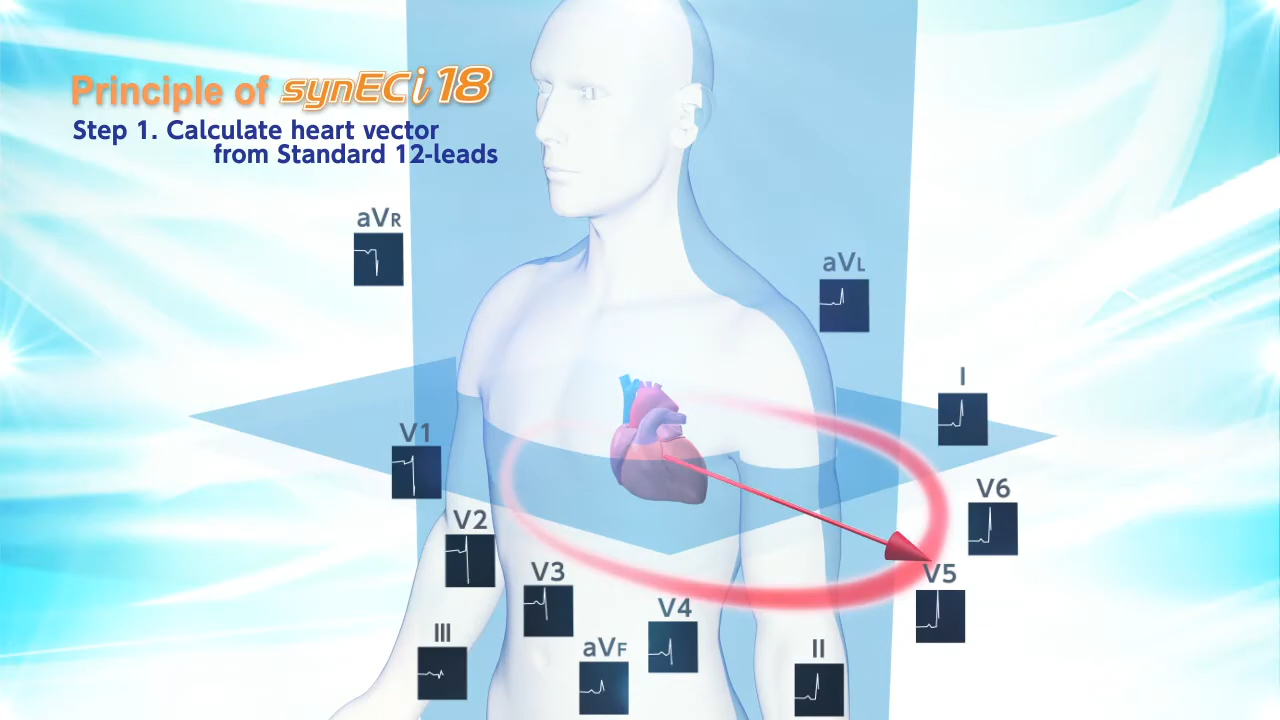 Principle of synECi18
Step 1. Calculate heart vector
from Standard 12-leads
aVR
aVL
I
V1
V6
V2
V3
V5
V4
III
aVF
II